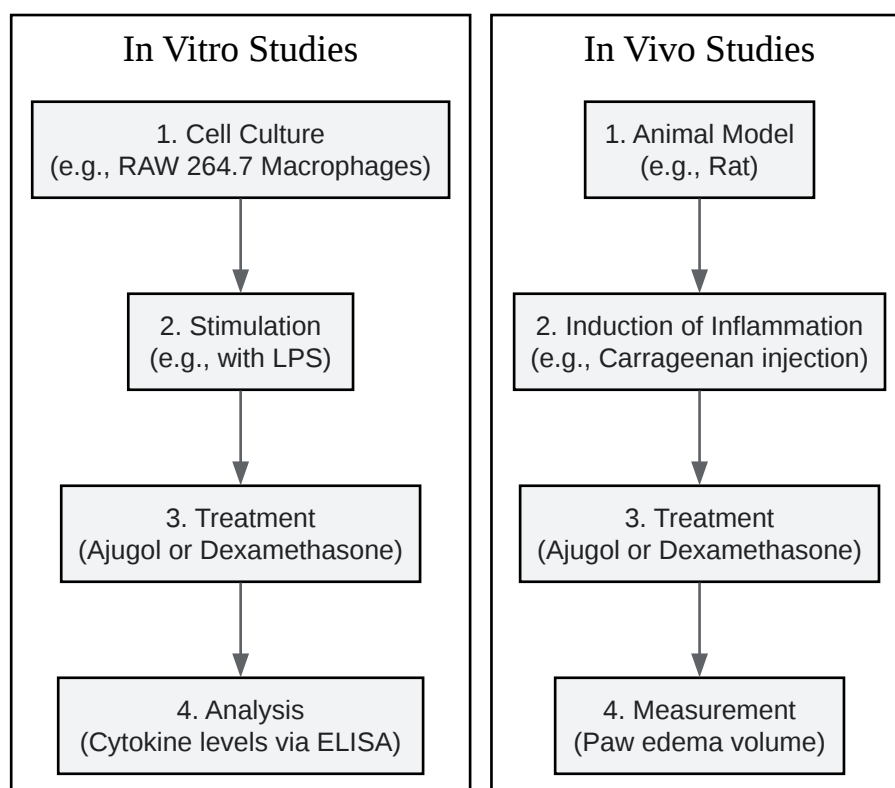 In Vitro Studies
1. Cell Culture
(e.g., RAW 264.7 Macrophages)
2. Stimulation
(e.g., with LPS)
3. Treatment
(Ajugol or Dexamethasone)
4. Analysis
(Cytokine levels via ELISA)
In Vivo Studies
1. Animal Model
(e.g., Rat)
2. Induction of Inflammation
(e.g., Carrageenan injection)
3. Treatment
(Ajugol or Dexamethasone)
4. Measurement
(Paw edema volume)